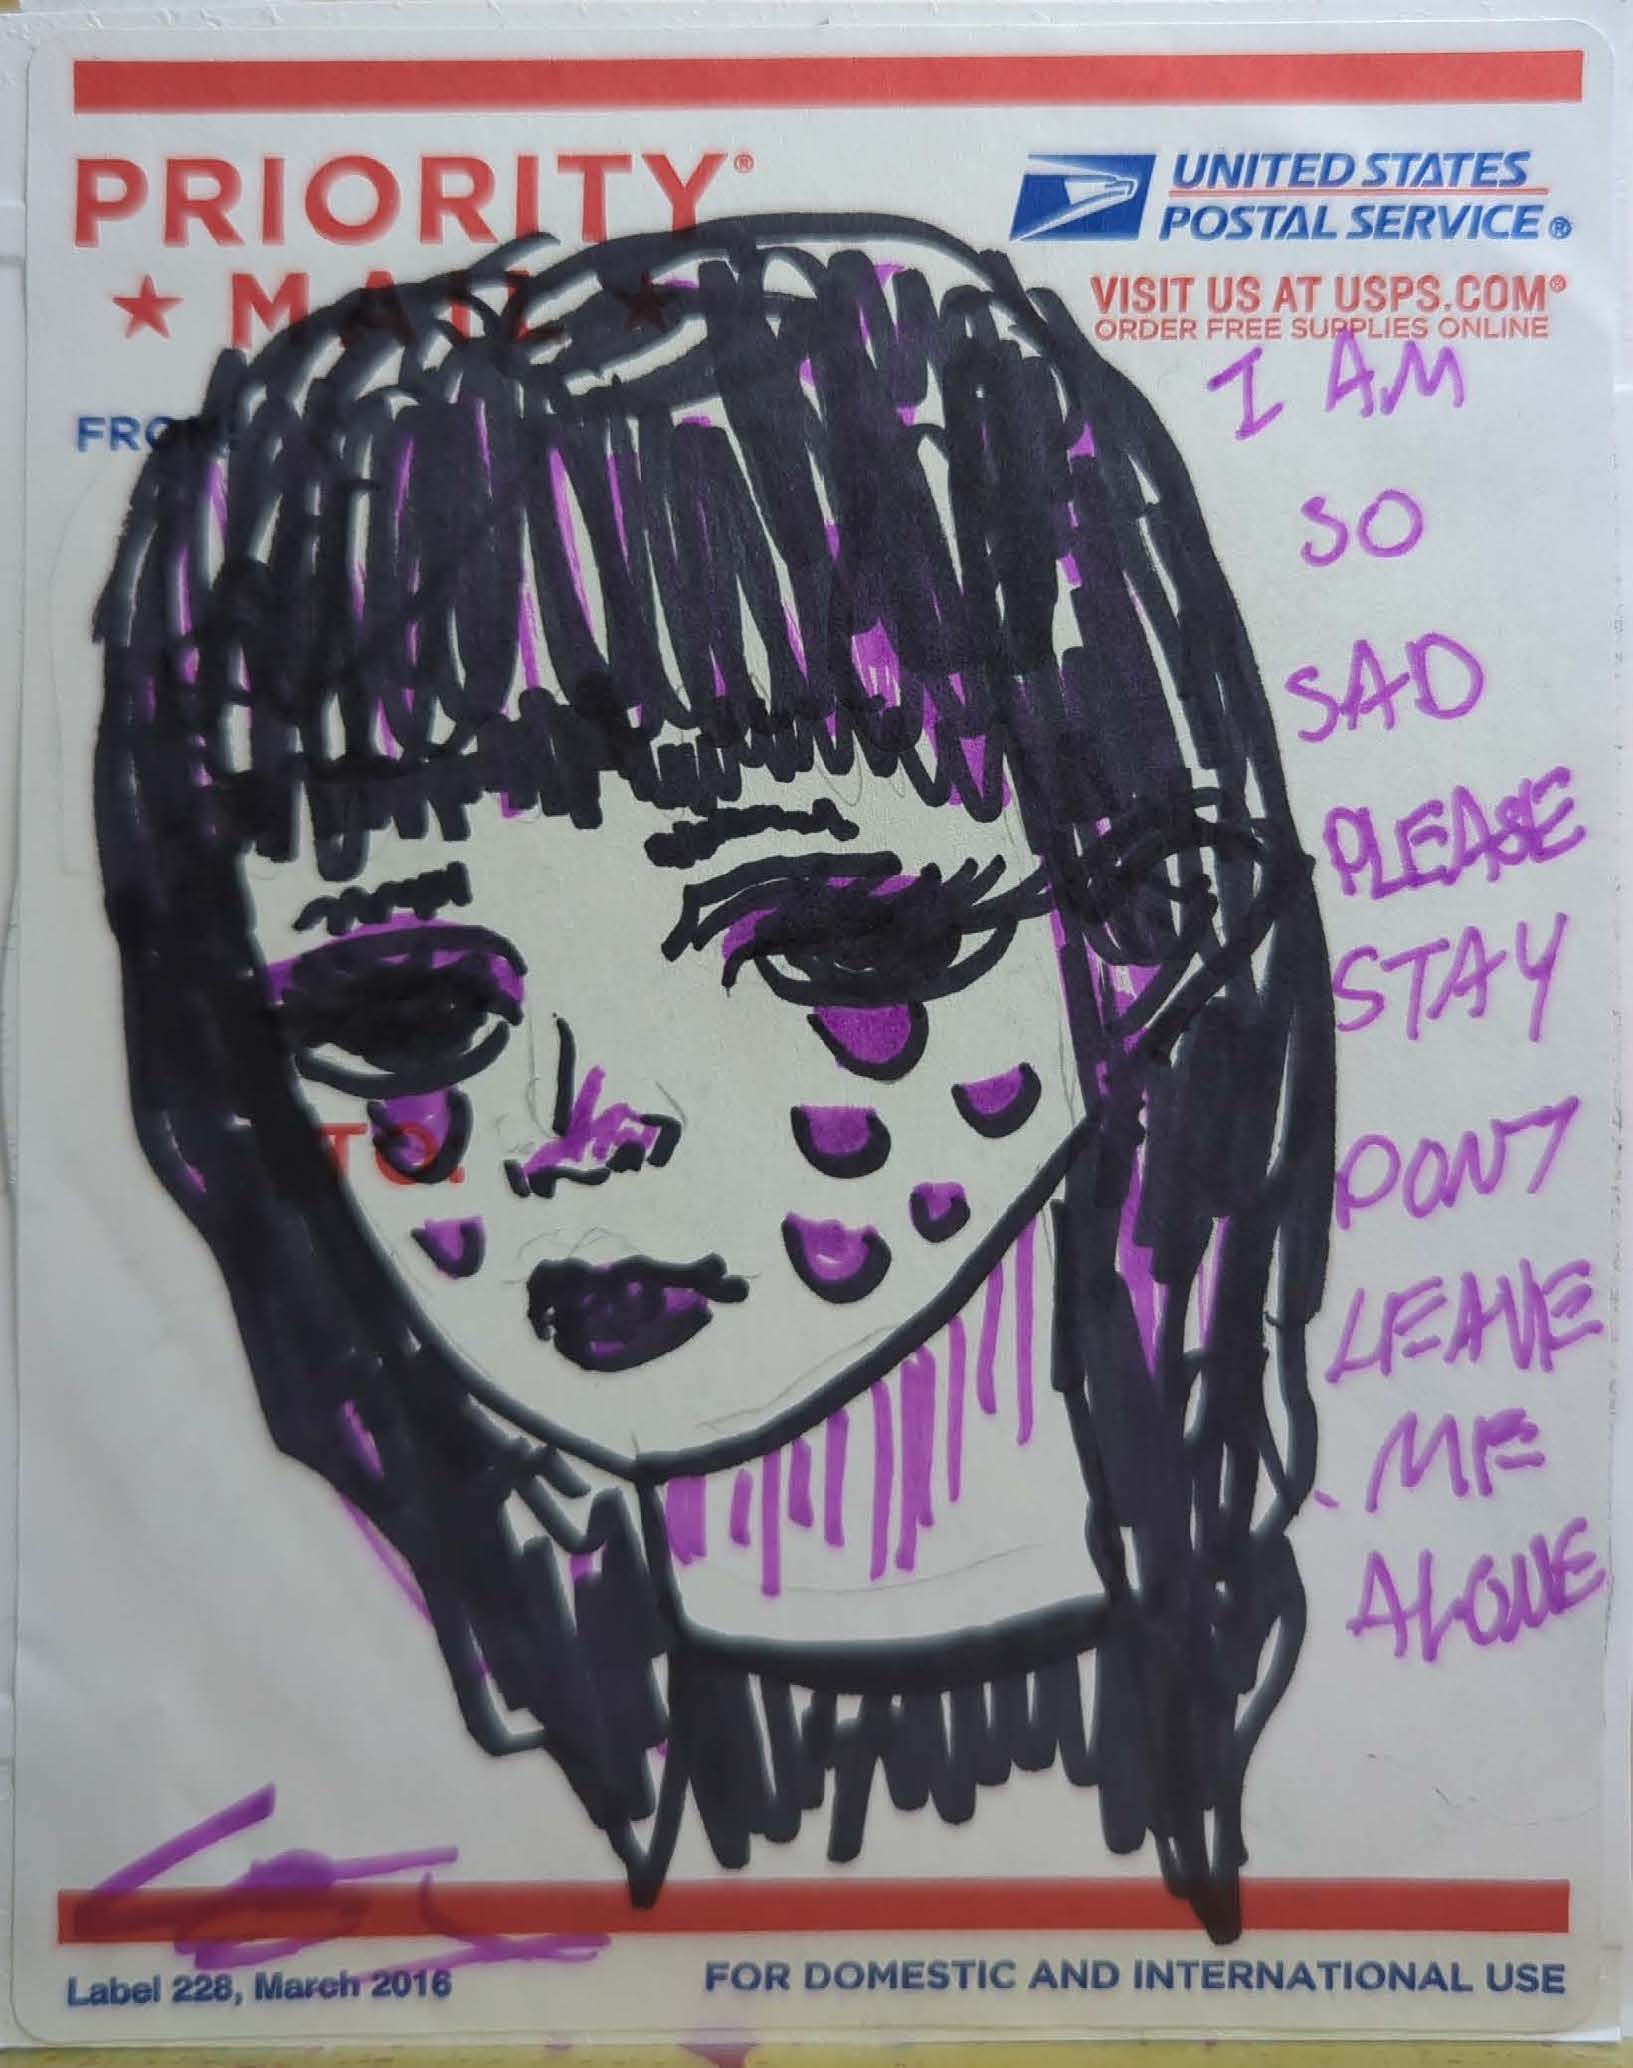 PRIORITY®
★ MAIL ★
UNITED STATES
POSTAL SERVICE®
VISIT US AT USPS.COM®
ORDER FREE SUPPLIES ONLINE
FROM:
I AM
SO
SAD
PLEASE
STAY
DONT
LEAVE
ME
ALONE
TO:
Label 228, March 2016
FOR DOMESTIC AND INTERNATIONAL USE